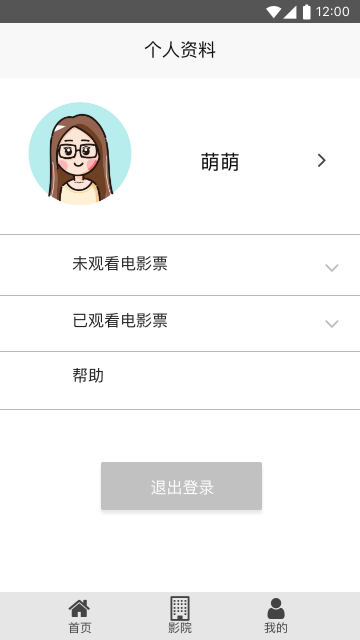 12:00
个人资料
萌萌
未观看电影票
已观看电影票
帮助
退出登录
首页
影院
我的